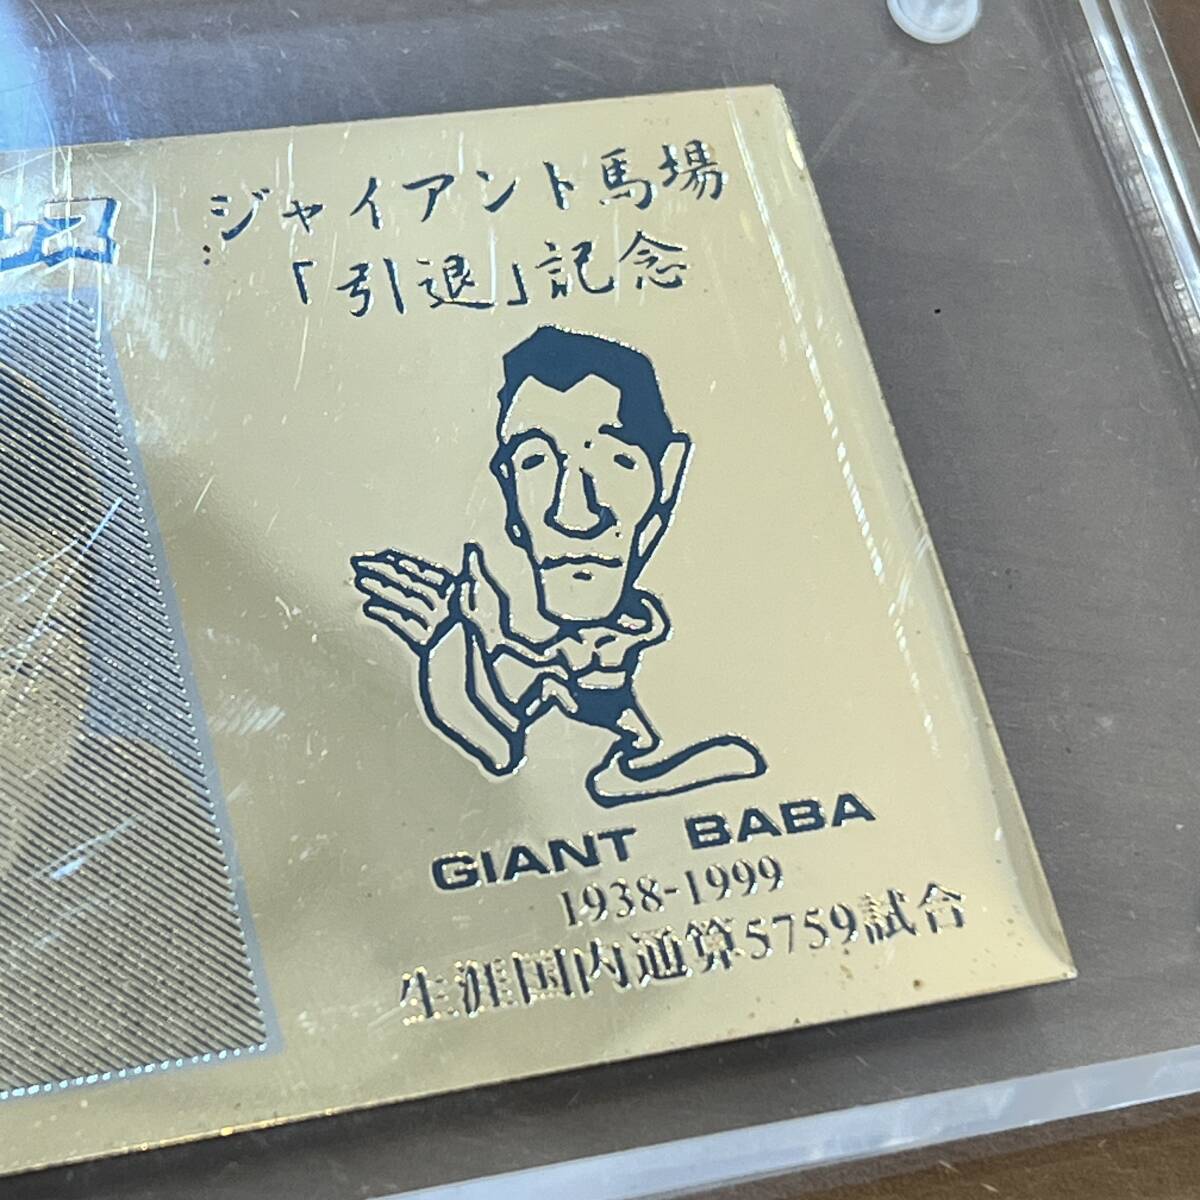 ジャイアント馬場
「引退」記念
GIANT BABA
1938-1999
生涯国内通算5759試合